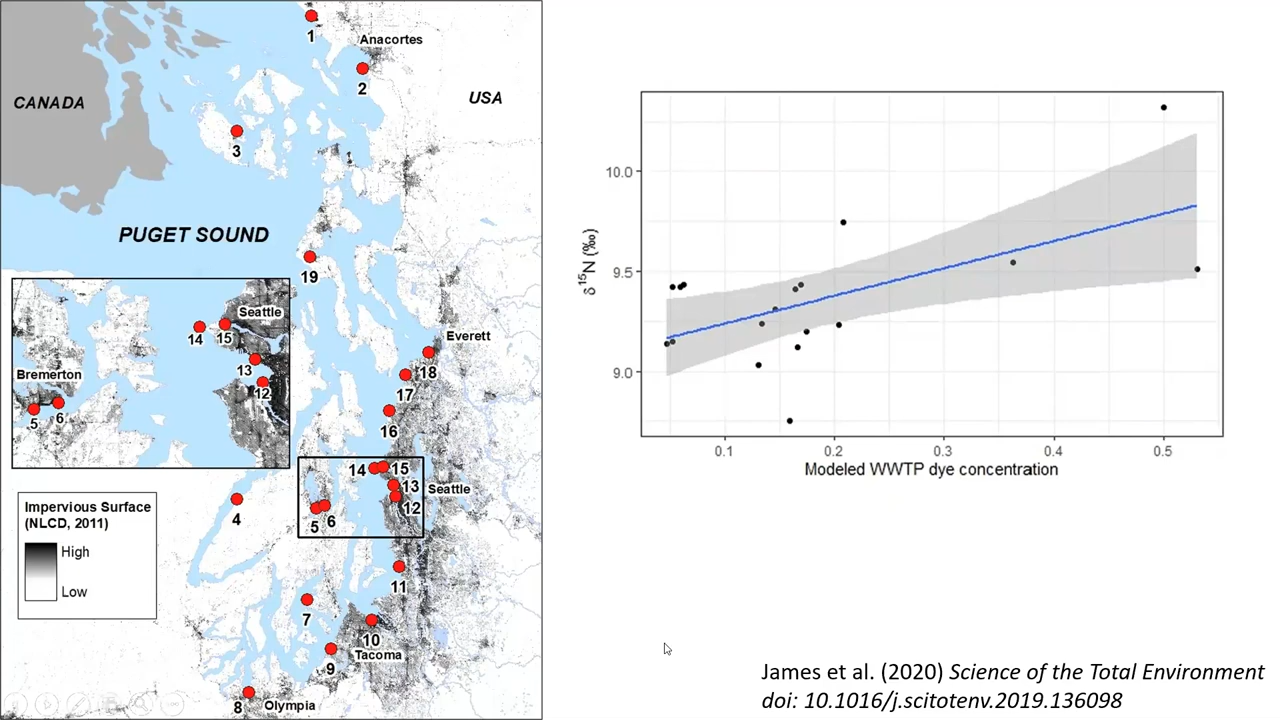 1
Anacortes
2
CANADA
USA
3
PUGET SOUND
19
Seattle
14
15
13
Bremerton
12
5
6
Everett
18
17
16
14
15
13
Seattle
12
5
6
4
Impervious Surface
(NLCD, 2011)
High
Low
11
7
10
Tacoma
9
8
Olympia
10.0
9.5
9.0
δ ¹⁵N (‰)
0.1
0.2
0.3
0.4
0.5
Modeled WWTP dye concentration
James et al. (2020) Science of the Total Environment
doi: 10.1016/j.scitotenv.2019.136098